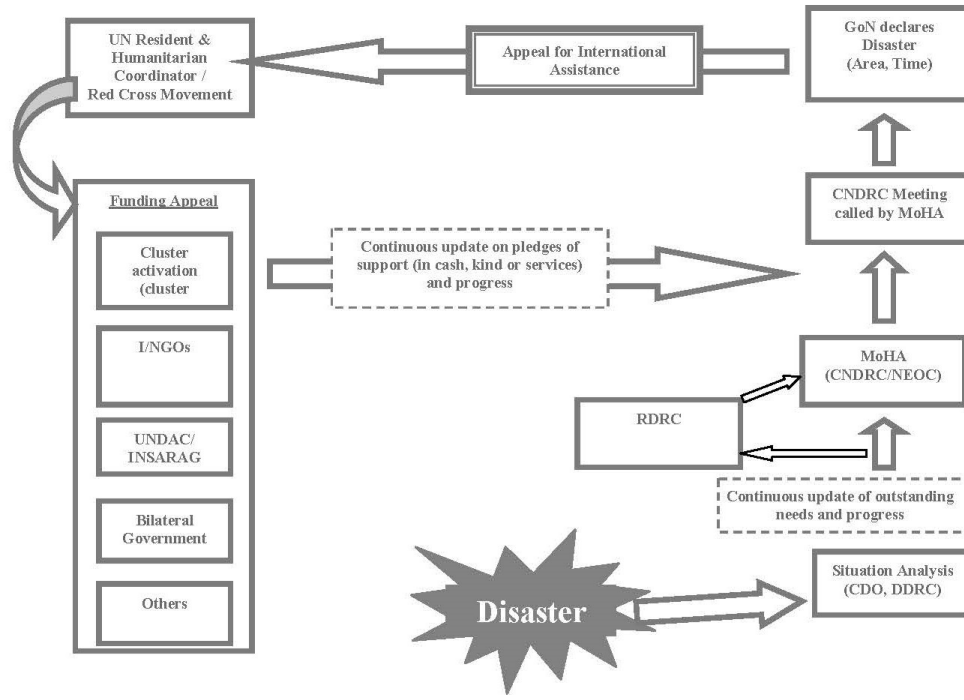 UN Resident &
Humanitarian
Coordinator /
Red Cross Movement
Appeal for International
Assistance
GoN declares
Disaster
(Area, Time)
Funding Appeal
Cluster
activation
(cluster
I/NGOs
UNDAC/
INSARAG
Bilateral
Government
Others
Continuous update on pledges of
support (in cash, kind or services)
and progress
CNDRC Meeting
called by MoHA
MoHA
(CNDRC/NEOC)
RDRC
Continuous update of outstanding
needs and progress
Situation Analysis
(CDO, DDRC)
Disaster